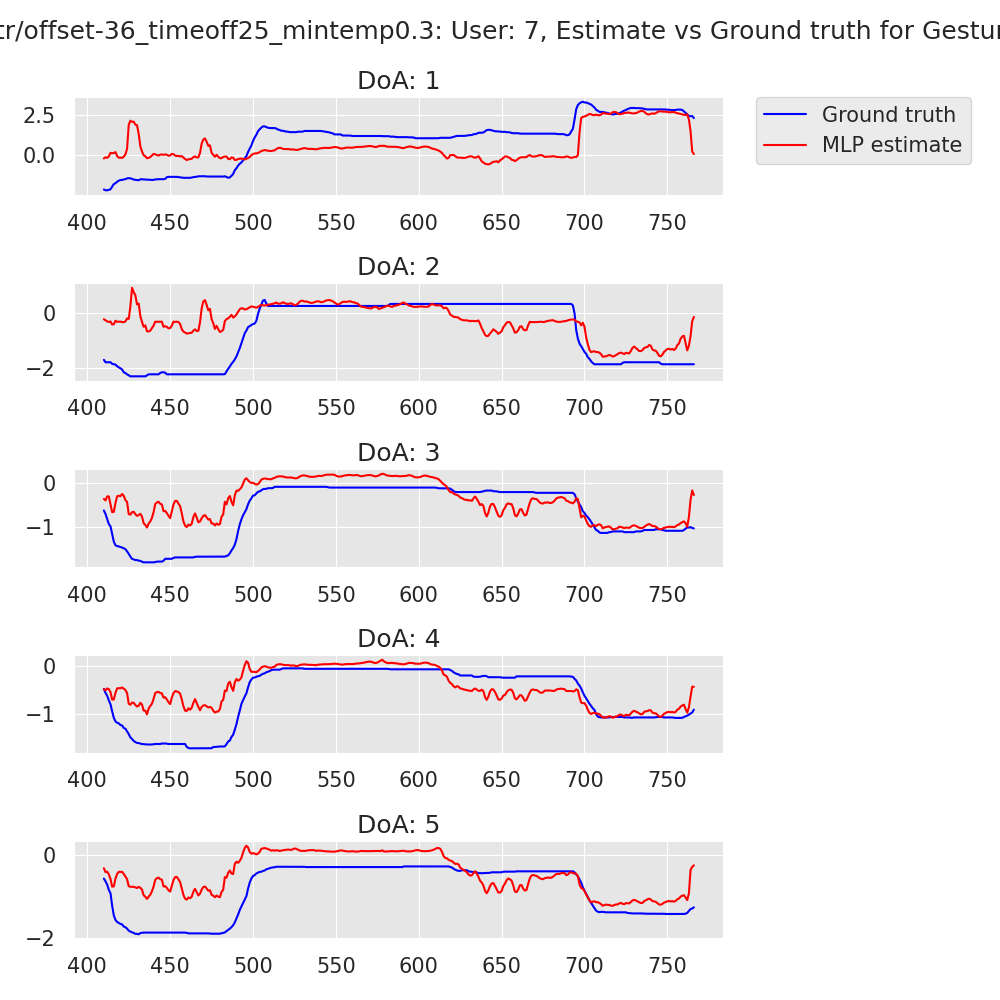 tr/offset-36_timeoff25_mintemp0.3: User: 7, Estimate vs Ground truth for Gestur
DoA: 1
Ground truth
MLP estimate
2.5
0.0
400 450 500 550 600 650 700 750
DoA: 2
0
−2
400 450 500 550 600 650 700 750
DoA: 3
0
−1
400 450 500 550 600 650 700 750
DoA: 4
0
−1
400 450 500 550 600 650 700 750
DoA: 5
0
−2
400 450 500 550 600 650 700 750